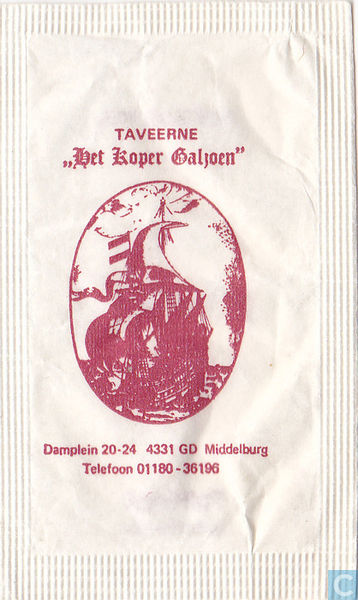 TAVEERNE
„Het Koper Galjoen”
Damplein 20-24 4331 GD Middelburg
Telefoon 01180-36196
C